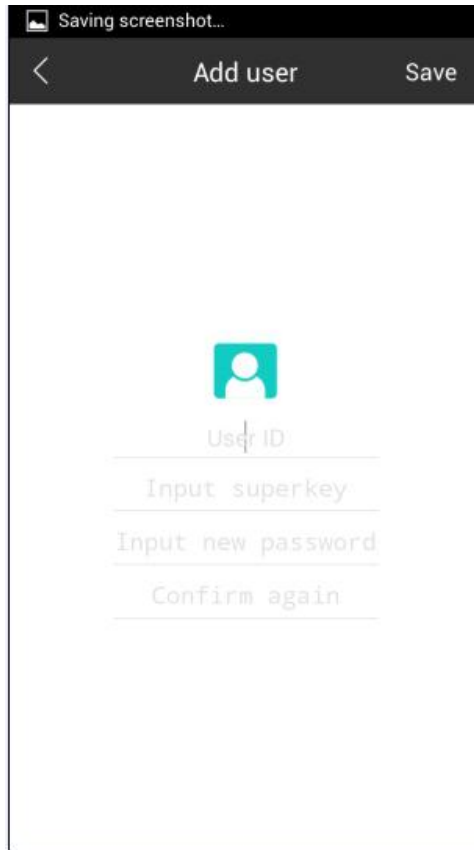 Saving screenshot...
Add user
Save
User ID
Input superkey
Input new password
Confirm again